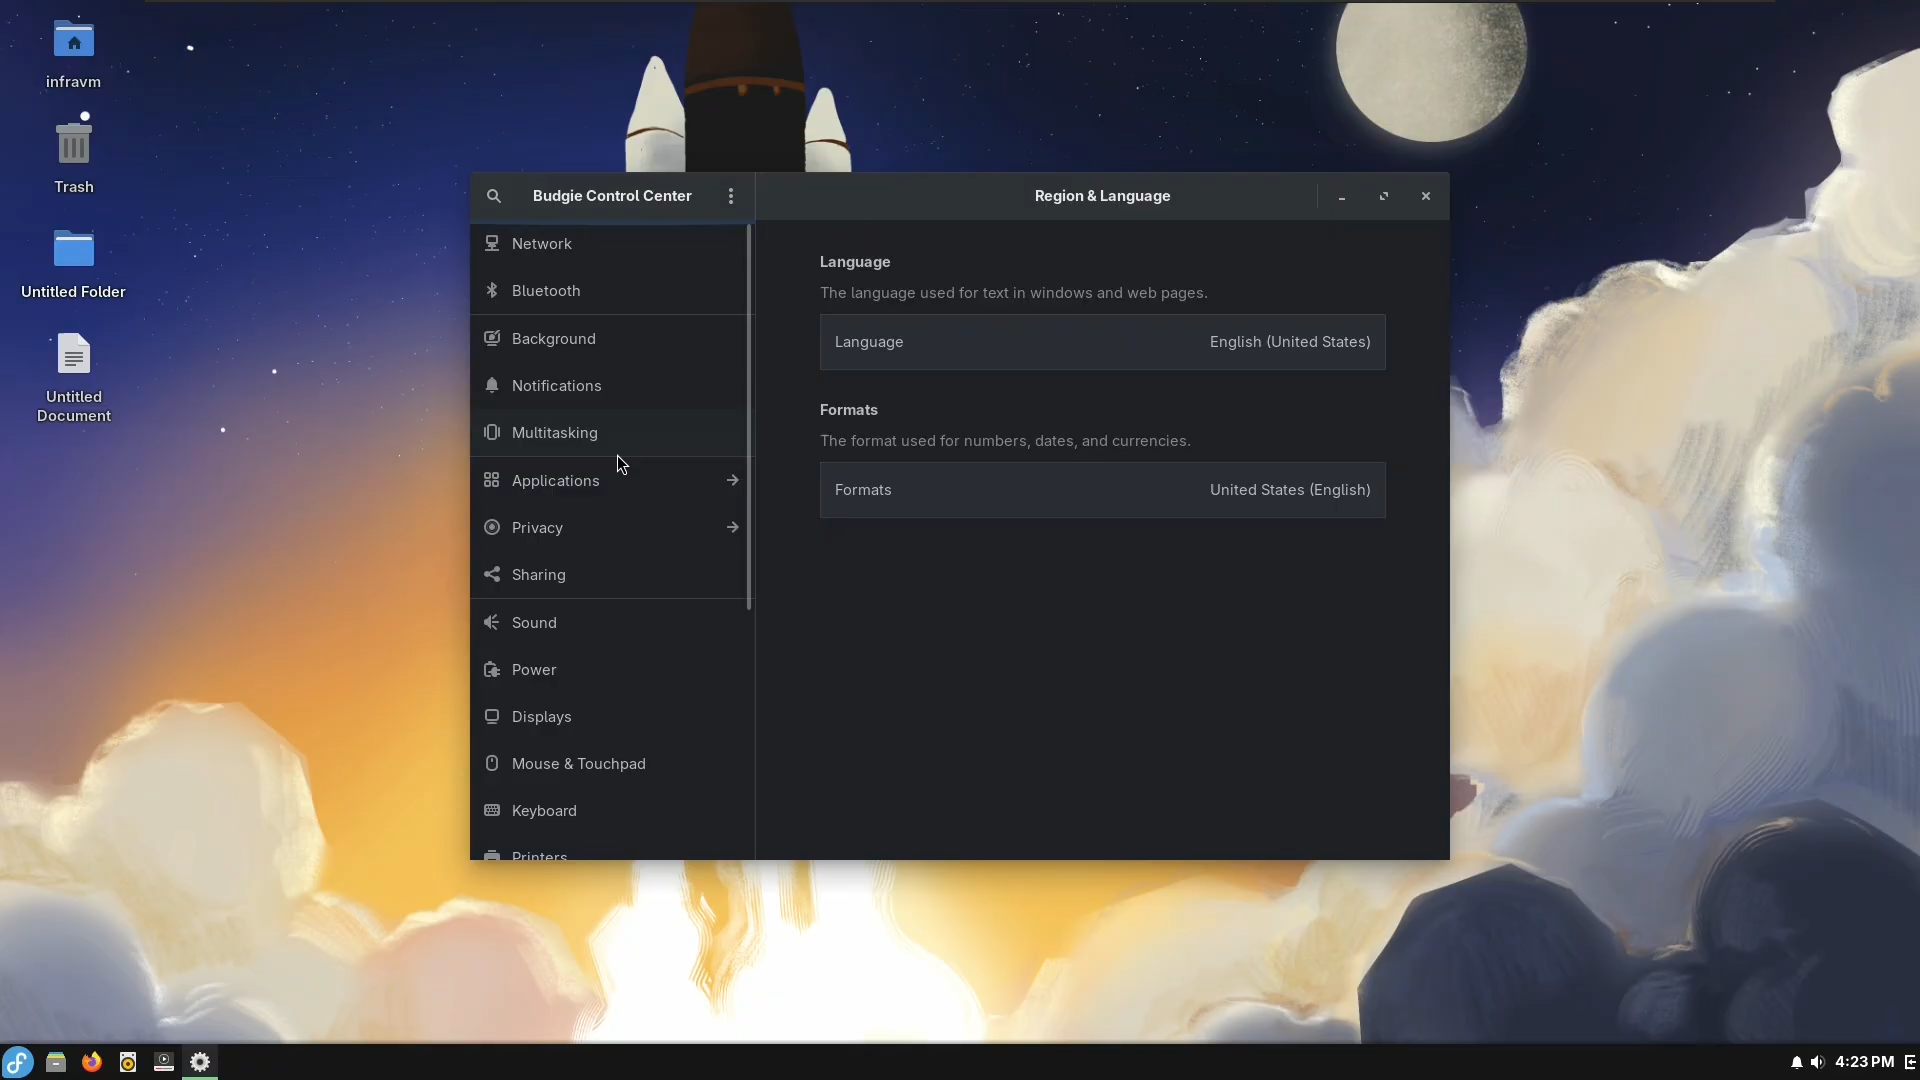 infravm
Trash
Untitled Folder
Untitled
Document
Budgie Control Center
Region & Language
Network
Bluetooth
Background
Notifications
Multitasking
Applications
Privacy
Sharing
Sound
Power
Displays
Mouse & Touchpad
Keyboard
Printers
Language
The language used for text in windows and web pages.
Language English (United States)
Formats
The format used for numbers, dates, and currencies.
Formats United States (English)
4:23 PM